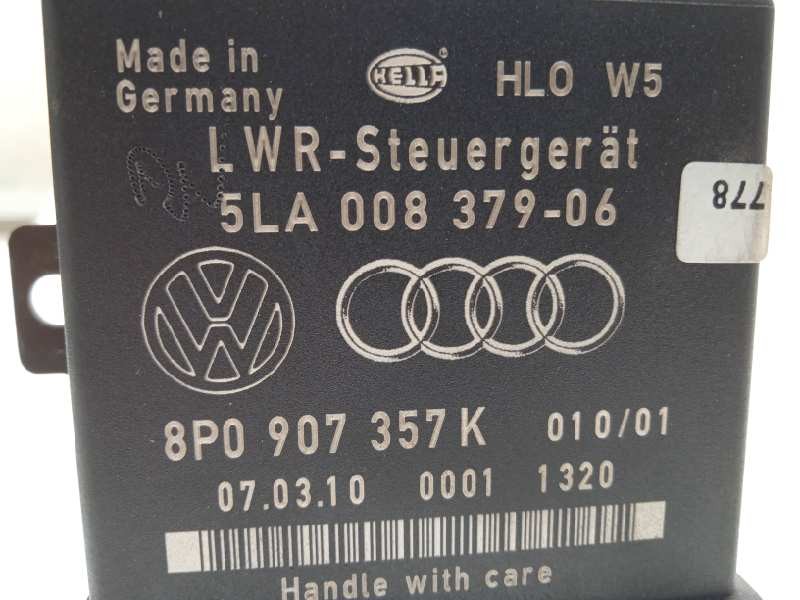 Made in
Germany
HELLA
HLO W5
LWR-Steuergerät
5LA 008 379-06
778
8P0 907 357 K 010/01
07.03.10 0001 1320
Handle with care